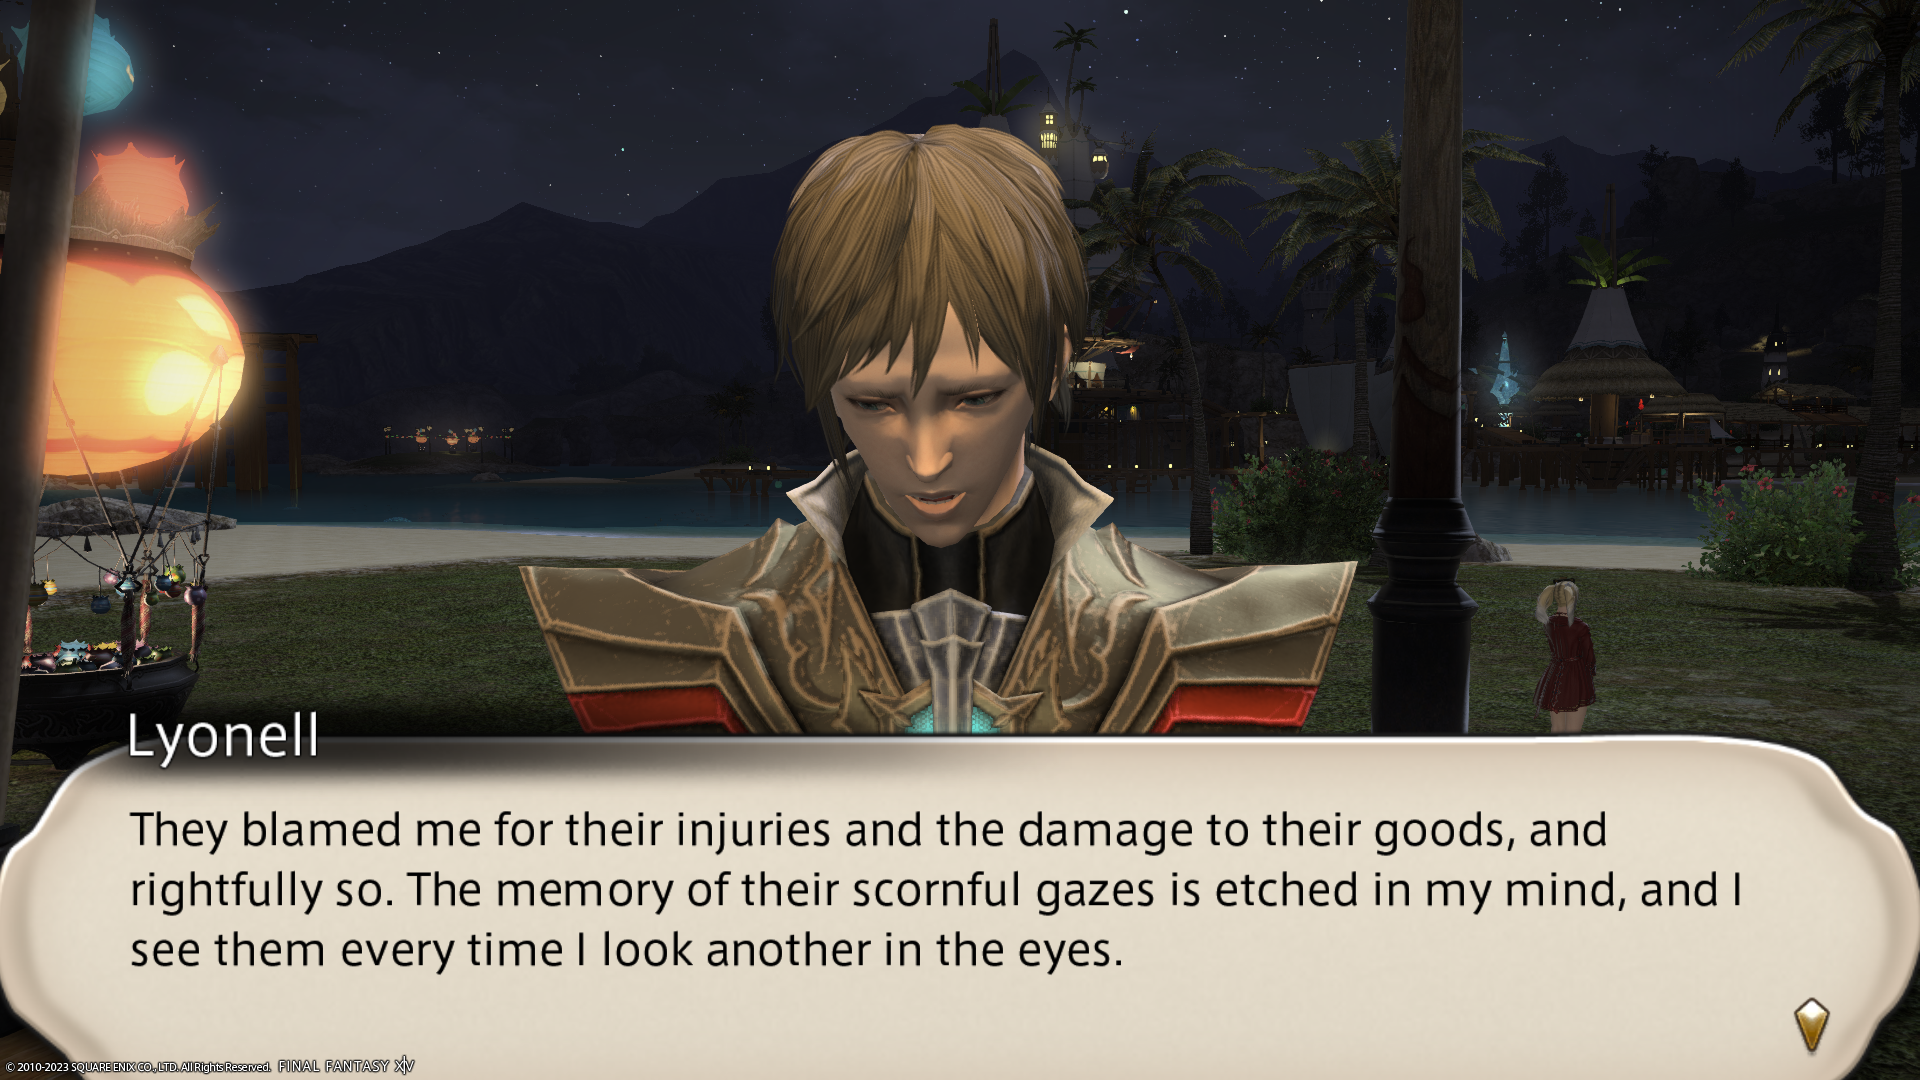 Lyonell
They blamed me for their injuries and the damage to their goods, and
rightfully so. The memory of their scornful gazes is etched in my mind, and I
see them every time I look another in the eyes.
© 2010-2023 SQUARE ENIX CO., LTD. All Rights Reserved. FINAL FANTASY XIV